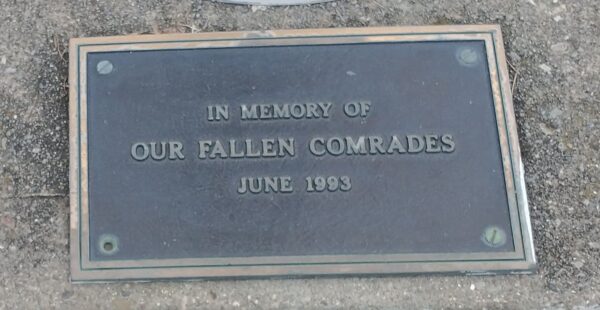 IN MEMORY OF
OUR FALLEN COMRADES
JUNE 1993